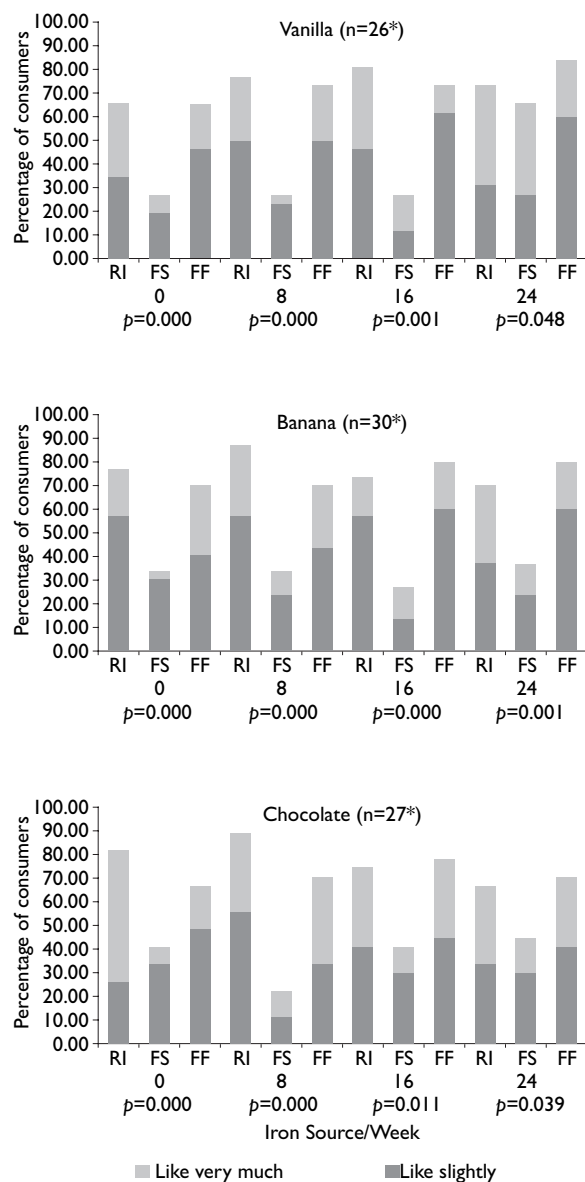 Vanilla (n=26*)
Percentage of consumers
100.00
90.00
80.00
70.00
60.00
50.00
40.00
30.00
20.00
10.00
0.00
RI FS FF RI FS FF RI FS FF RI FS FF
0 8 16 24
p=0.000 p=0.000 p=0.001 p=0.048
Banana (n=30*)
Percentage of consumers
100.00
90.00
80.00
70.00
60.00
50.00
40.00
30.00
20.00
10.00
0.00
RI FS FF RI FS FF RI FS FF RI FS FF
0 8 16 24
p=0.000 p=0.000 p=0.000 p=0.001
Chocolate (n=27*)
Percentage of consumers
100.00
90.00
80.00
70.00
60.00
50.00
40.00
30.00
20.00
10.00
0.00
RI FS FF RI FS FF RI FS FF RI FS FF
0 8 16 24
p=0.000 p=0.000 p=0.011 p=0.039
Iron Source/Week
Like very much Like slightly